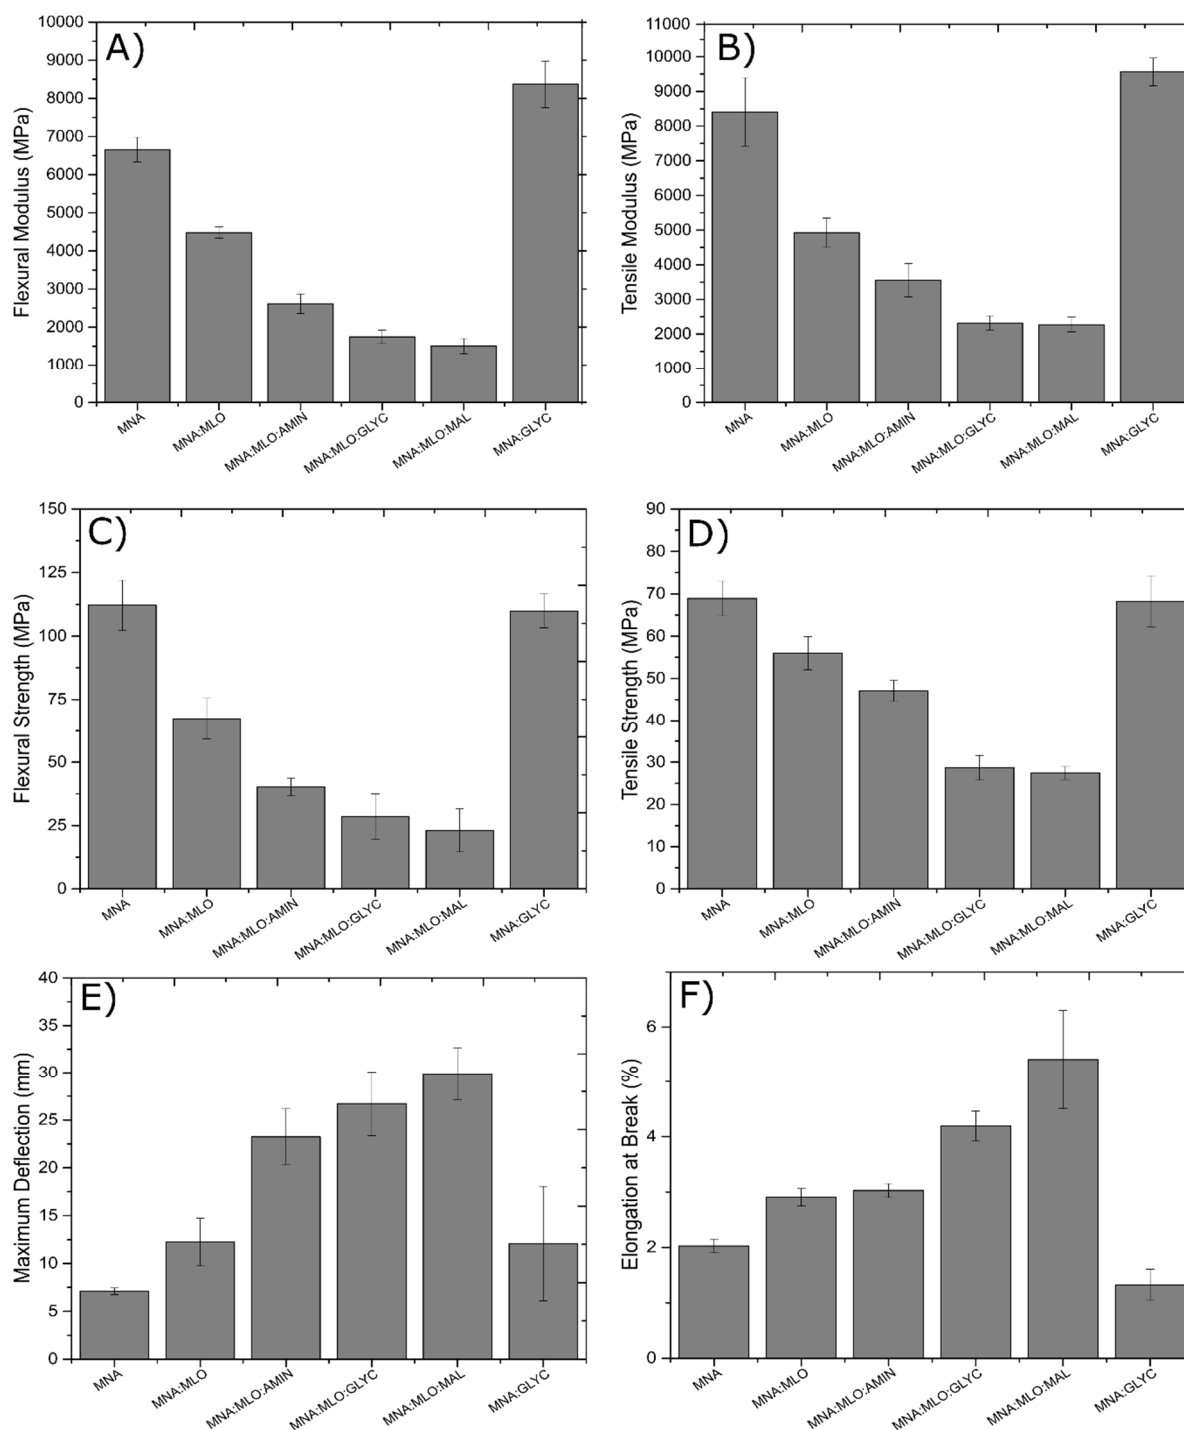 A)
Flexural Modulus (MPa)
10000
9000
8000
7000
6000
5000
4000
3000
2000
1000
0
MNA
MNA:MLO
MNA:MLO:AMIN
MNA:MLO:GLYC
MNA:MLO:MAL
MNA:GLYC
B)
Tensile Modulus (MPa)
11000
10000
9000
8000
7000
6000
5000
4000
3000
2000
1000
0
MNA
MNA:MLO
MNA:MLO:AMIN
MNA:MLO:GLYC
MNA:MLO:MAL
MNA:GLYC
C)
Flexural Strength (MPa)
150
125
100
75
50
25
0
MNA
MNA:MLO
MNA:MLO:AMIN
MNA:MLO:GLYC
MNA:MLO:MAL
MNA:GLYC
D)
Tensile Strength (MPa)
90
80
70
60
50
40
30
20
10
0
MNA
MNA:MLO
MNA:MLO:AMIN
MNA:MLO:GLYC
MNA:MLO:MAL
MNA:GLYC
E)
Maximum Deflection (mm)
40
35
30
25
20
15
10
5
0
MNA
MNA:MLO
MNA:MLO:AMIN
MNA:MLO:GLYC
MNA:MLO:MAL
MNA:GLYC
F)
Elongation at Break (%)
6
4
2
0
MNA
MNA:MLO
MNA:MLO:AMIN
MNA:MLO:GLYC
MNA:MLO:MAL
MNA:GLYC